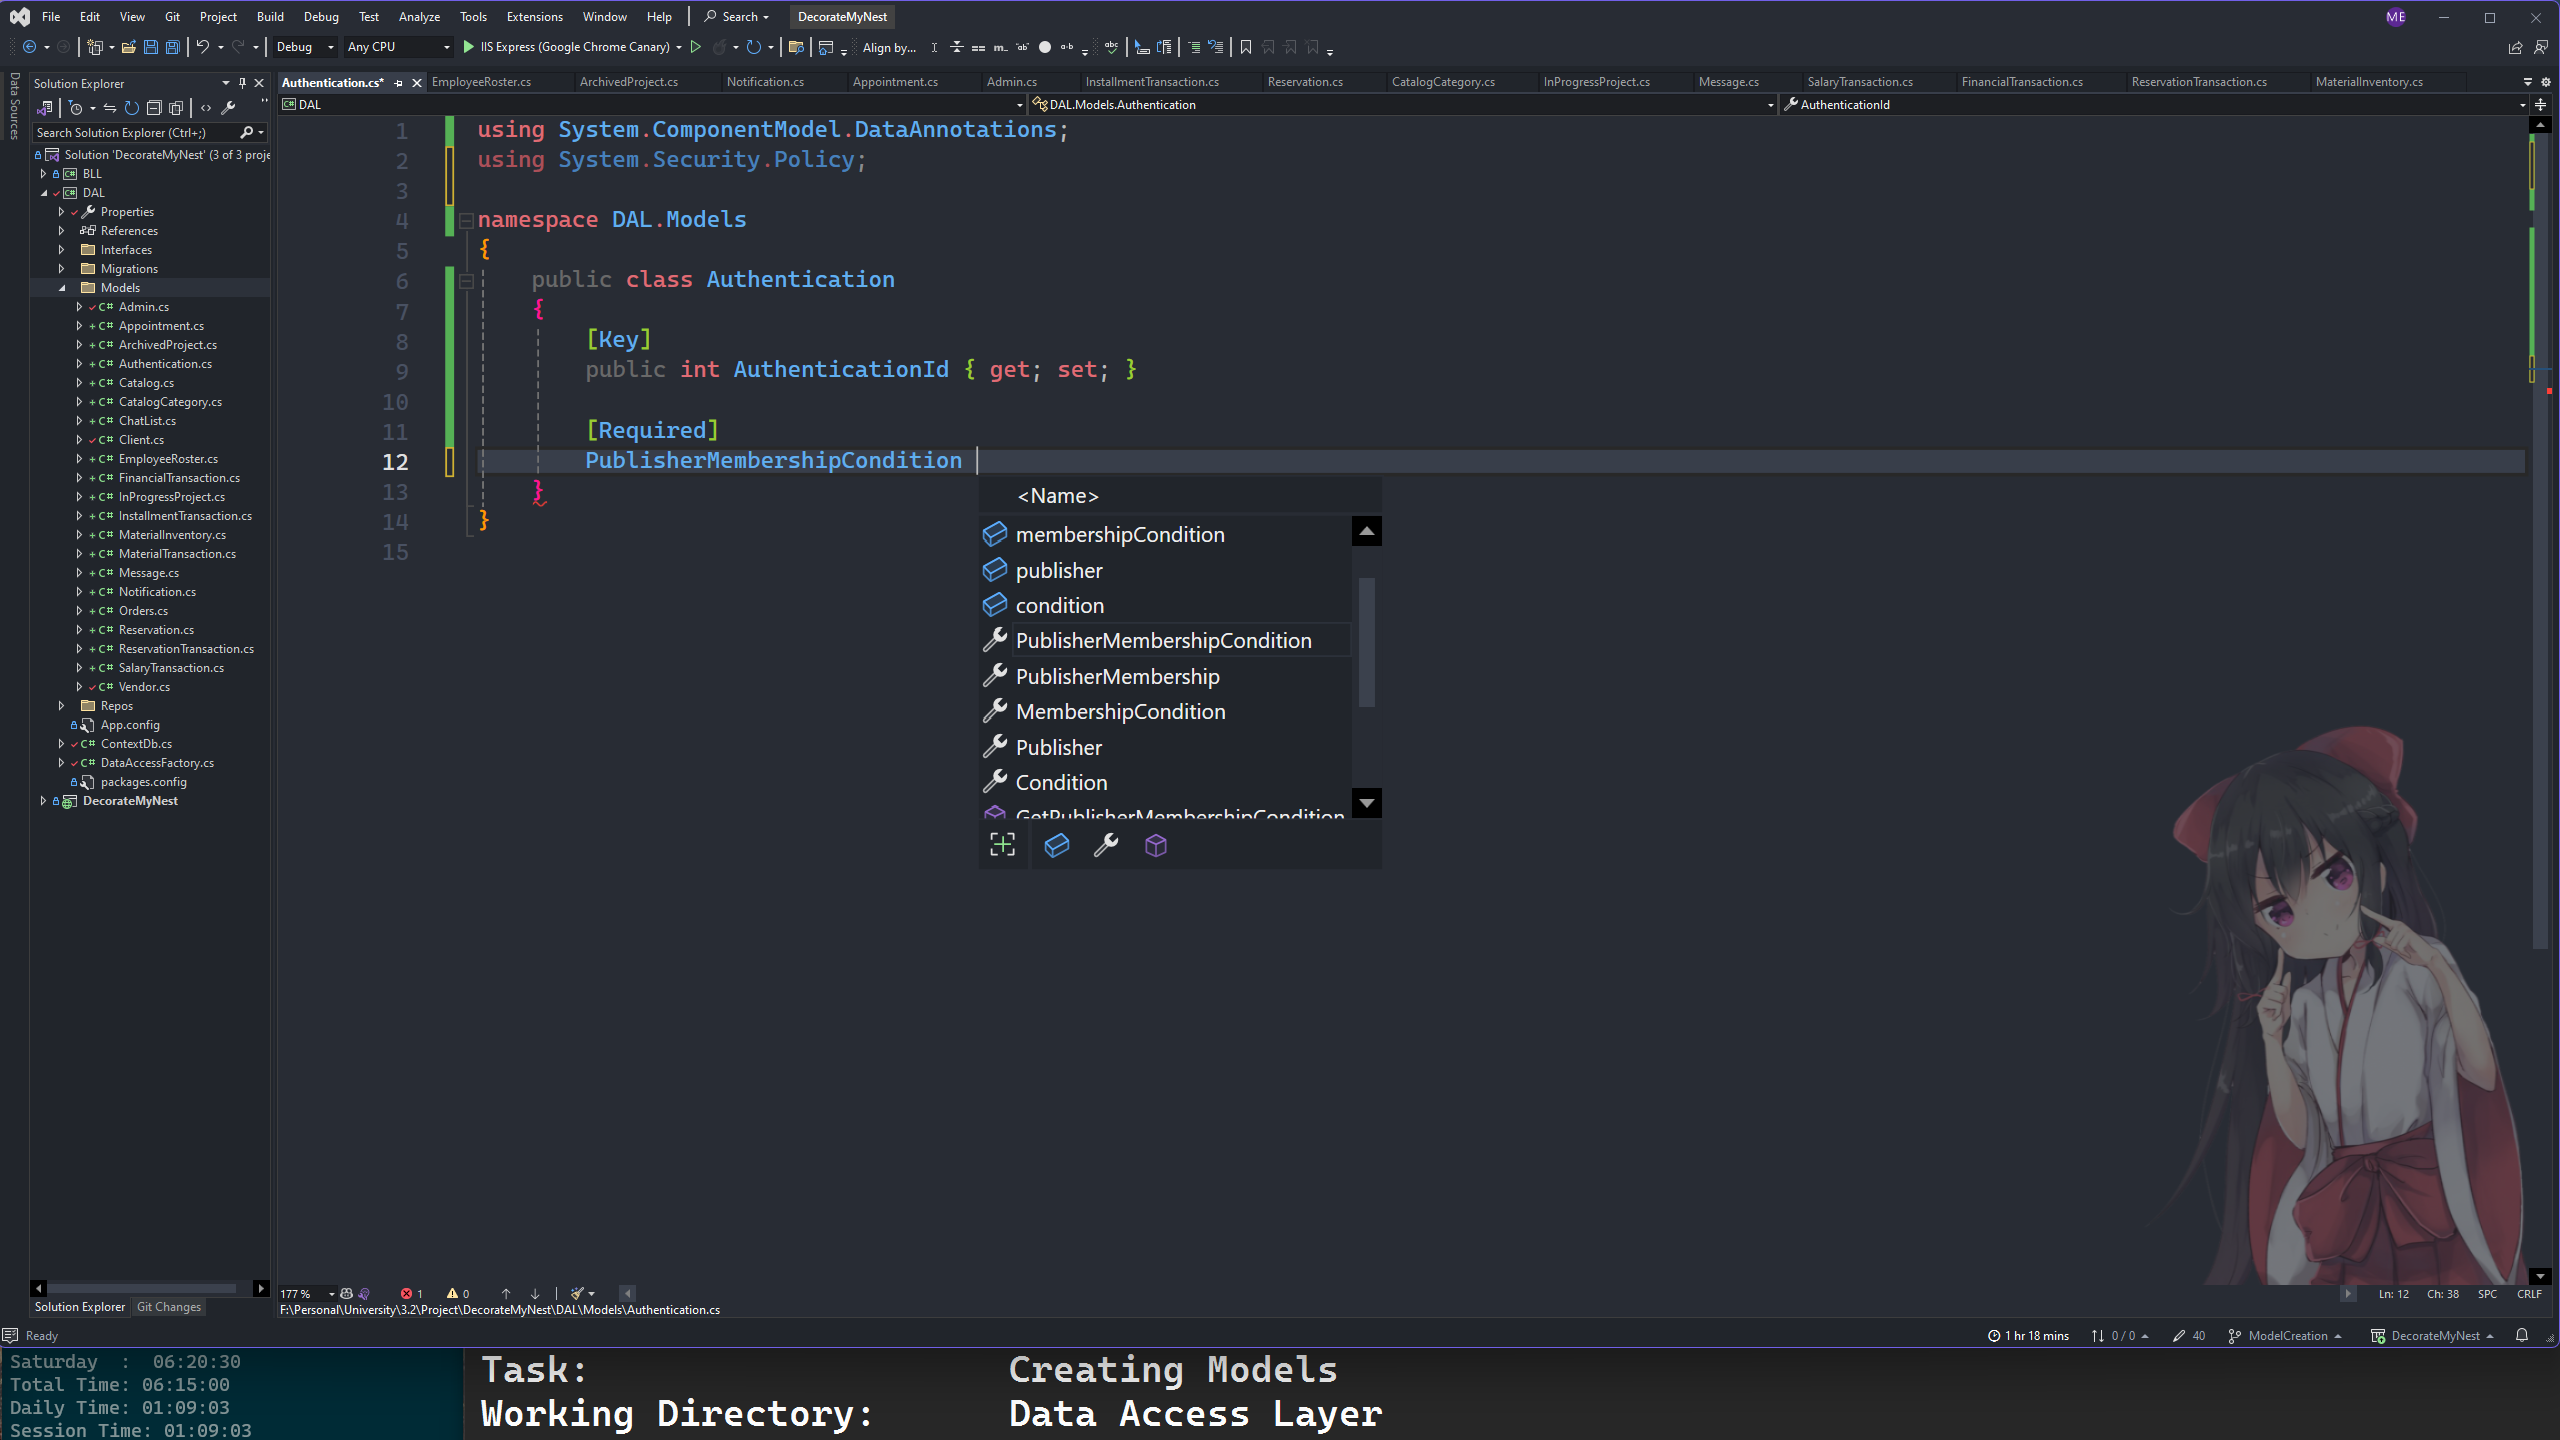 File Edit View Git Project Build Debug Test Analyze Tools Extensions Window Help Search DecorateMyNest ME
Debug Any CPU IIS Express (Google Chrome Canary) Align by...
Data Sources
Solution Explorer
Search Solution Explorer (Ctrl+;)
Solution 'DecorateMyNest' (3 of 3 proje
BLL
DAL
Properties
References
Interfaces
Migrations
Models
C# Admin.cs
C# Appointment.cs
C# ArchivedProject.cs
C# Authentication.cs
C# Catalog.cs
C# CatalogCategory.cs
C# ChatList.cs
C# Client.cs
C# EmployeeRoster.cs
C# FinancialTransaction.cs
C# InProgressProject.cs
C# InstallmentTransaction.cs
C# MaterialInventory.cs
C# MaterialTransaction.cs
C# Message.cs
C# Notification.cs
C# Orders.cs
C# Reservation.cs
C# ReservationTransaction.cs
C# SalaryTransaction.cs
C# Vendor.cs
Repos
App.config
C# ContextDb.cs
C# DataAccessFactory.cs
packages.config
DecorateMyNest
Solution Explorer Git Changes
Authentication.cs* EmployeeRoster.cs ArchivedProject.cs Notification.cs Appointment.cs Admin.cs InstallmentTransaction.cs Reservation.cs CatalogCategory.cs InProgressProject.cs Message.cs SalaryTransaction.cs FinancialTransaction.cs ReservationTransaction.cs MaterialInventory.cs
C# DAL DAL.Models.Authentication AuthenticationId
1 using System.ComponentModel.DataAnnotations;
2 using System.Security.Policy;
3
4 namespace DAL.Models
5 {
6 public class Authentication
7 {
8 [Key]
9 public int AuthenticationId { get; set; }
10
11 [Required]
12 PublisherMembershipCondition
13 }
14 }
15
<Name>
membershipCondition
publisher
condition
PublisherMembershipCondition
PublisherMembership
MembershipCondition
Publisher
Condition
GetPublisherMembershipCondition
177 % 1 0 Ln: 12 Ch: 38 SPC CRLF
F:\Personal\University\3.2\Project\DecorateMyNest\DAL\Models\Authentication.cs
Ready 1 hr 18 mins 0 / 0 40 ModelCreation DecorateMyNest
Saturday : 06:20:30
Total Time: 06:15:00
Daily Time: 01:09:03
Session Time: 01:09:03
Task: Creating Models
Working Directory: Data Access Layer